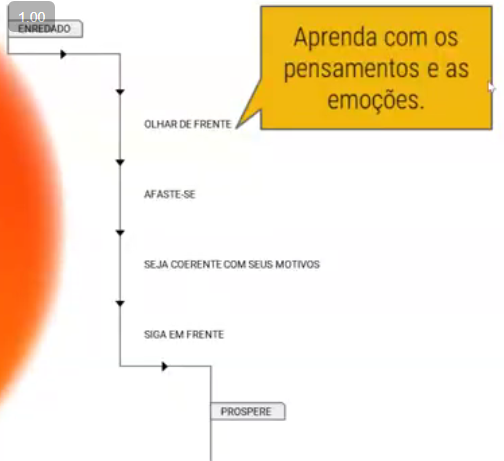 1.00
ENREDADO
Aprenda com os
pensamentos e as
emoções.
OLHAR DE FRENTE
AFASTE-SE
SEJA COERENTE COM SEUS MOTIVOS
SIGA EM FRENTE
PROSPERE